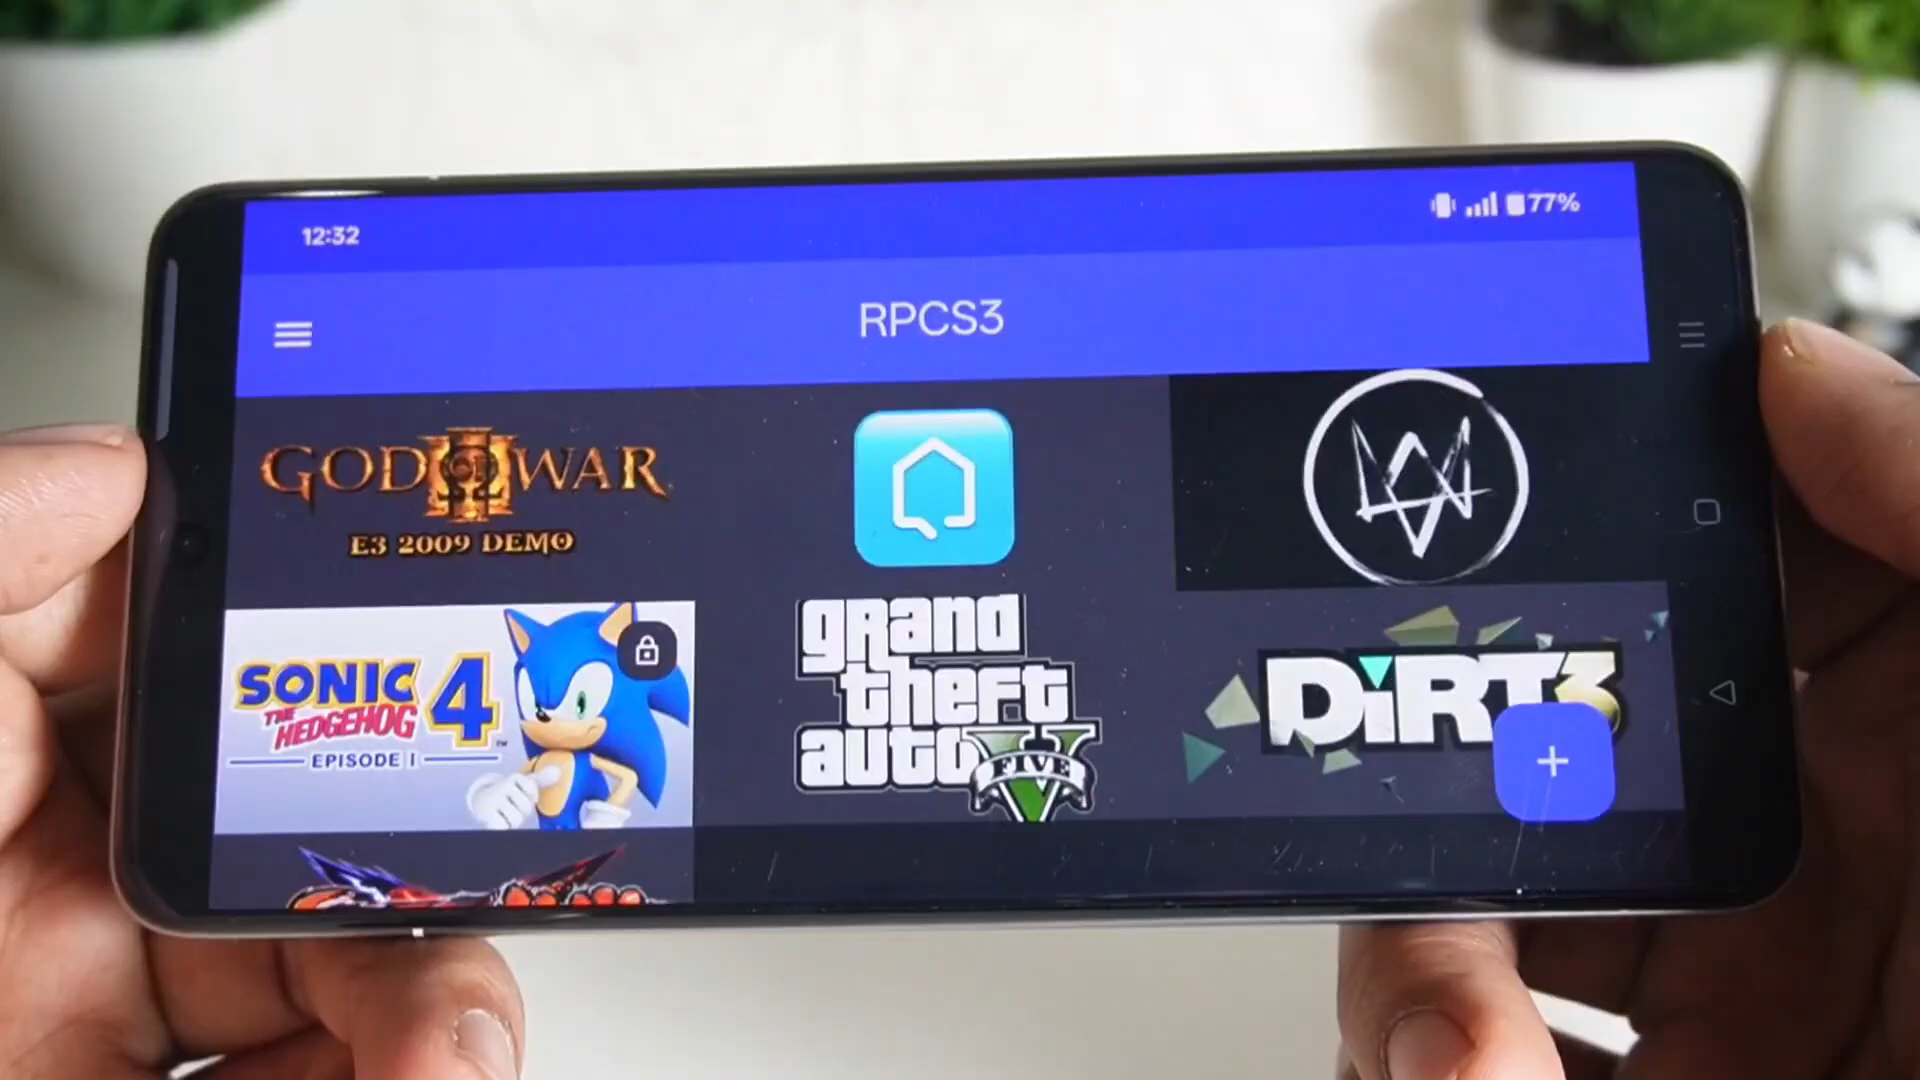 12:32
77%
RPCS3
GOD OF WAR
III
E3 2009 DEMO
SONIC
THE
HEDGEHOG
4
TM
EPISODE I
grand
theft
auto
V
FIVE
DiRT3
+